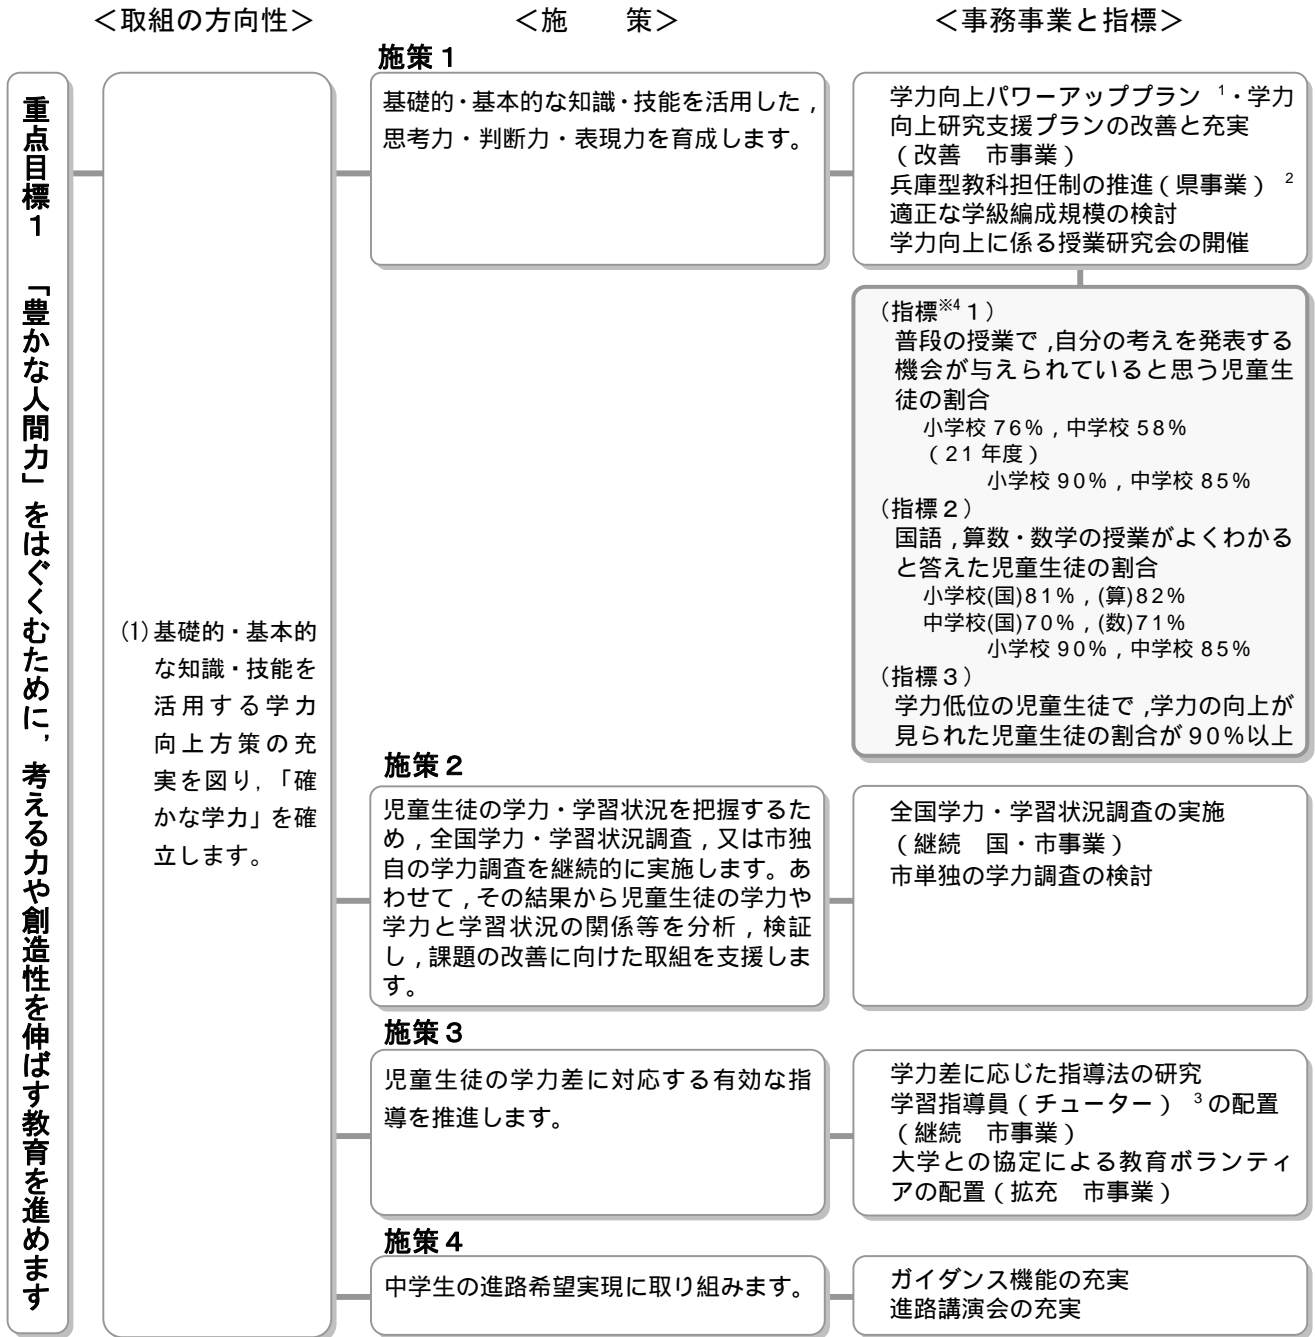 ＜取組の方向性＞
＜施　　策＞
＜事務事業と指標＞
重点目標１　「豊かな人間力」をはぐくむために，考える力や創造性を伸ばす教育を進めます
(1)基礎的・基本的
な知識・技能を
活用する学力
向上方策の充
実を図り，「確
かな学力」を確
立します。
施策１
基礎的・基本的な知識・技能を活用した，
思考力・判断力・表現力を育成します。
学力向上パワーアッププラン 1・学力
向上研究支援プランの改善と充実
（改善　市事業）
兵庫型教科担任制の推進（県事業） 2
適正な学級編成規模の検討
学力向上に係る授業研究会の開催
（指標※4１）
普段の授業で，自分の考えを発表する
機会が与えられていると思う児童生
徒の割合
小学校 76％，中学校 58％
（21 年度）
小学校 90％，中学校 85％
（指標２）
国語，算数・数学の授業がよくわかる
と答えた児童生徒の割合
小学校(国)81％，(算)82％
中学校(国)70％，(数)71％
小学校 90％，中学校 85％
（指標３）
学力低位の児童生徒で，学力の向上が
見られた児童生徒の割合が 90％以上
施策２
児童生徒の学力・学習状況を把握するた
め，全国学力・学習状況調査，又は市独
自の学力調査を継続的に実施します。あ
わせて，その結果から児童生徒の学力や
学力と学習状況の関係等を分析，検証
し，課題の改善に向けた取組を支援しま
す。
全国学力・学習状況調査の実施
（継続　国・市事業）
市単独の学力調査の検討
施策３
児童生徒の学力差に対応する有効な指
導を推進します。
学力差に応じた指導法の研究
学習指導員（チューター） 3の配置
（継続　市事業）
大学との協定による教育ボランティ
アの配置（拡充　市事業）
施策４
中学生の進路希望実現に取り組みます。
ガイダンス機能の充実
進路講演会の充実